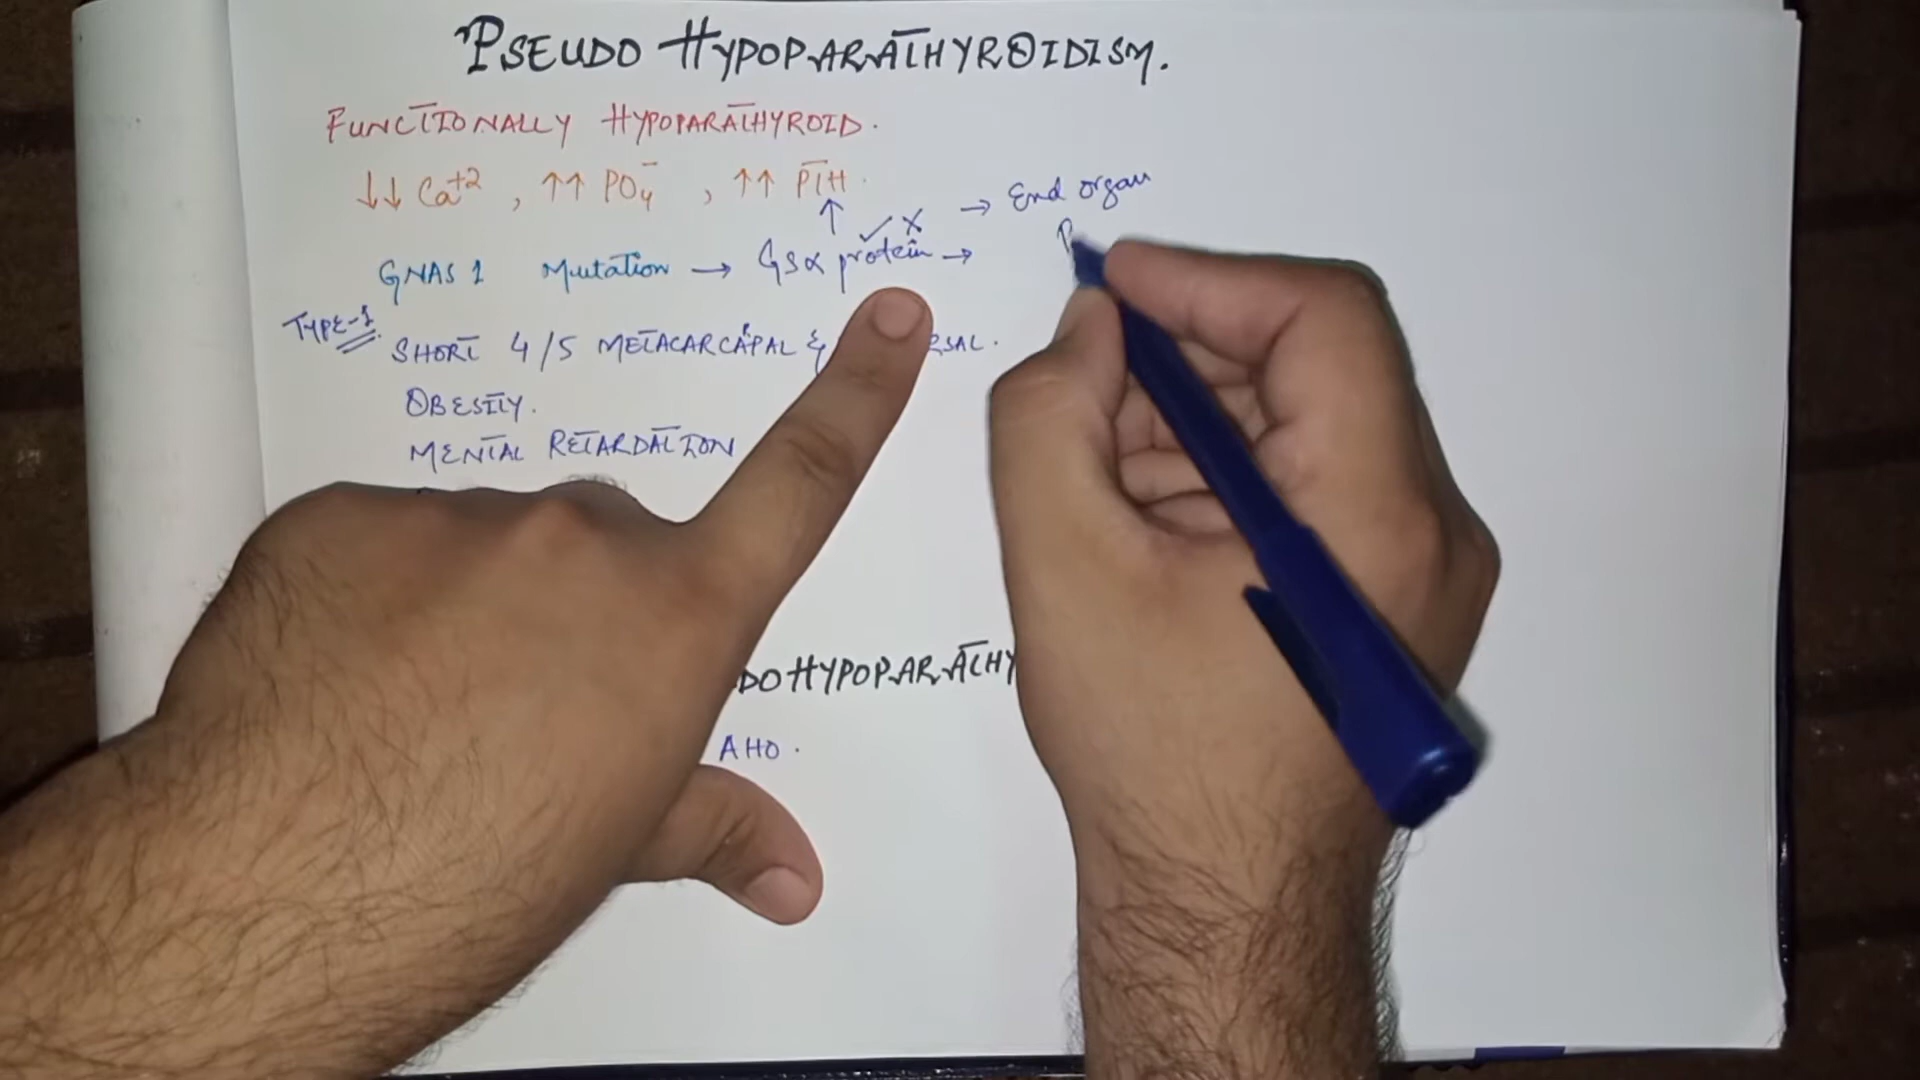 PSEUDO HYPOPARATHYROIDISM.
FUNCTIONALLY HYPOPARATHYROID.
↓↓ Ca+2 , ↑↑ PO4- , ↑↑ PTH.
↑ ✓ X → End organ
GNAS 1 Mutation → Gsα protein →
TYPE-1
SHORT 4/5 METACARCAPAL &
OBESITY.
MENTAL RETARDATION
AHO.